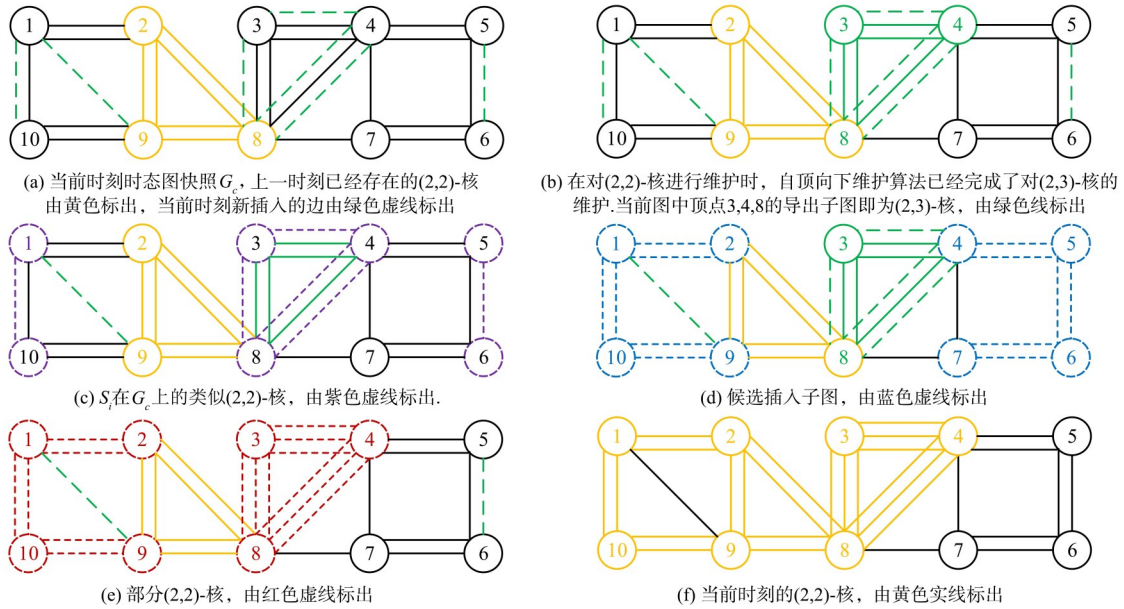 1 2 3 4 5
10 9 8 7 6
(a) 当前时刻时态图快照G_c, 上一时刻已经存在的(2,2)-核
由黄色标出，当前时刻新插入的边由绿色虚线标出
1 2 3 4 5
10 9 8 7 6
(b) 在对(2,2)-核进行维护时，自顶向下维护算法已经完成了对(2,3)-核的
维护.当前图中顶点3,4,8的导出子图即为(2,3)-核，由绿色线标出
1 2 3 4 5
10 9 8 7 6
(c) S_i在G_c上的类似(2,2)-核，由紫色虚线标出.
1 2 3 4 5
10 9 8 7 6
(d) 候选插入子图，由蓝色虚线标出
1 2 3 4 5
10 9 8 7 6
(e) 部分(2,2)-核，由红色虚线标出
1 2 3 4 5
10 9 8 7 6
(f) 当前时刻的(2,2)-核，由黄色实线标出